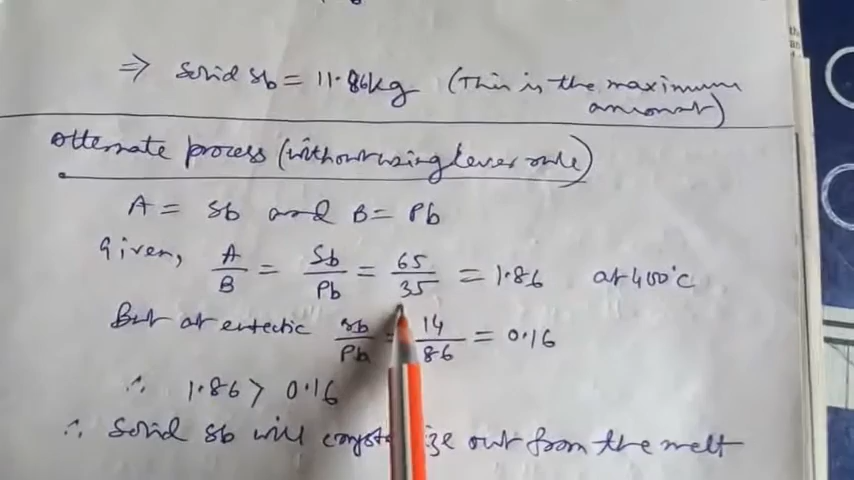 ⇒ Solid Sb = 11.86kg (This is the maximum
amount)
Alternate process (without using lever rule)
A = Sb and B = Pb
Given, A/B = Sb/Pb = 65/35 = 1.86 at 400°C
But at eutectic Sb/Pb = 14/86 = 0.16
∴ 1.86 > 0.16
∴ Solid Sb will out from the melt